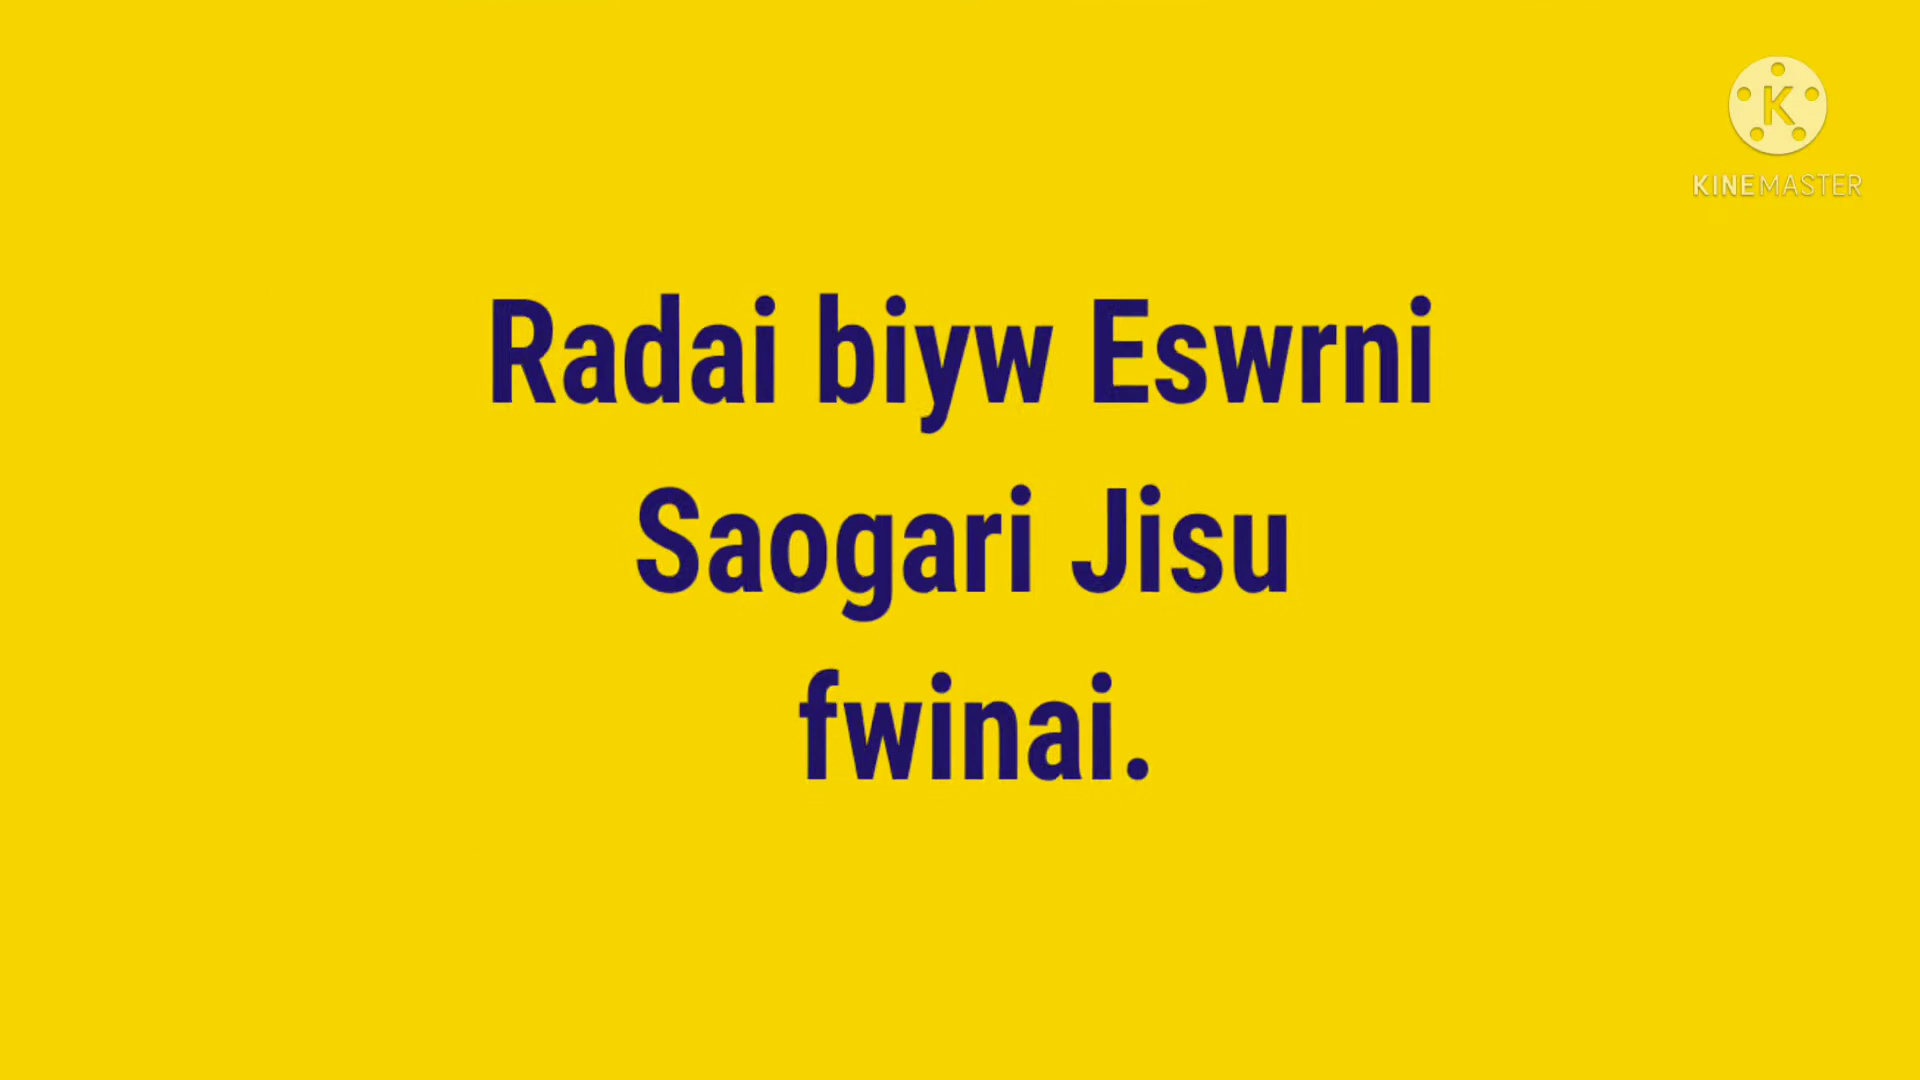 K
KINEMASTER
Radai biyw Eswrni
Saogari Jisu
fwinai.